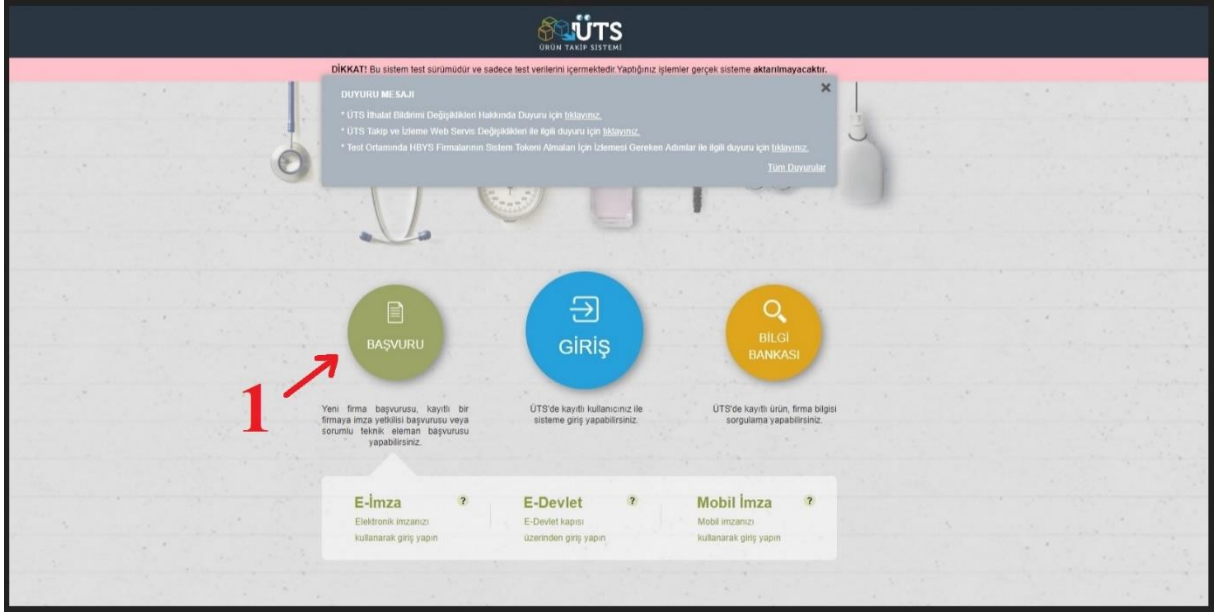 ÜTS
ÜRÜN TAKİP SİSTEMİ
DİKKAT! Bu sistem test sürümüdür ve sadece test verilerini içermektedir.Yaptığınız işlemler gerçek sisteme aktarılmayacaktır.
DUYURU MESAJI
* ÜTS İthalat Bildirimi Değişiklikleri Hakkında Duyuru için tıklayınız.
* ÜTS Takip ve İzleme Web Servis Değişiklikleri ile ilgili duyuru için tıklayınız.
* Test Ortamında HBYS Firmalarının Sistem Tokeni Almaları İçin İzlemesi Gereken Adımlar ile ilgili duyuru için tıklayınız.
Tüm Duyurular
1
BAŞVURU
Yeni firma başvurusu, kayıtlı bir
firmaya imza yetkilisi başvurusu veya
sorumlu teknik eleman başvurusu
yapabilirsiniz.
GİRİŞ
ÜTS'de kayıtlı kullanıcınız ile
sisteme giriş yapabilirsiniz.
BİLGİ
BANKASI
ÜTS'de kayıtlı ürün, firma bilgisi
sorgulama yapabilirsiniz.
E-İmza ?
Elektronik imzanızı
kullanarak giriş yapın
E-Devlet ?
E-Devlet kapısı
üzerinden giriş yapın
Mobil İmza ?
Mobil imzanızı
kullanarak giriş yapın